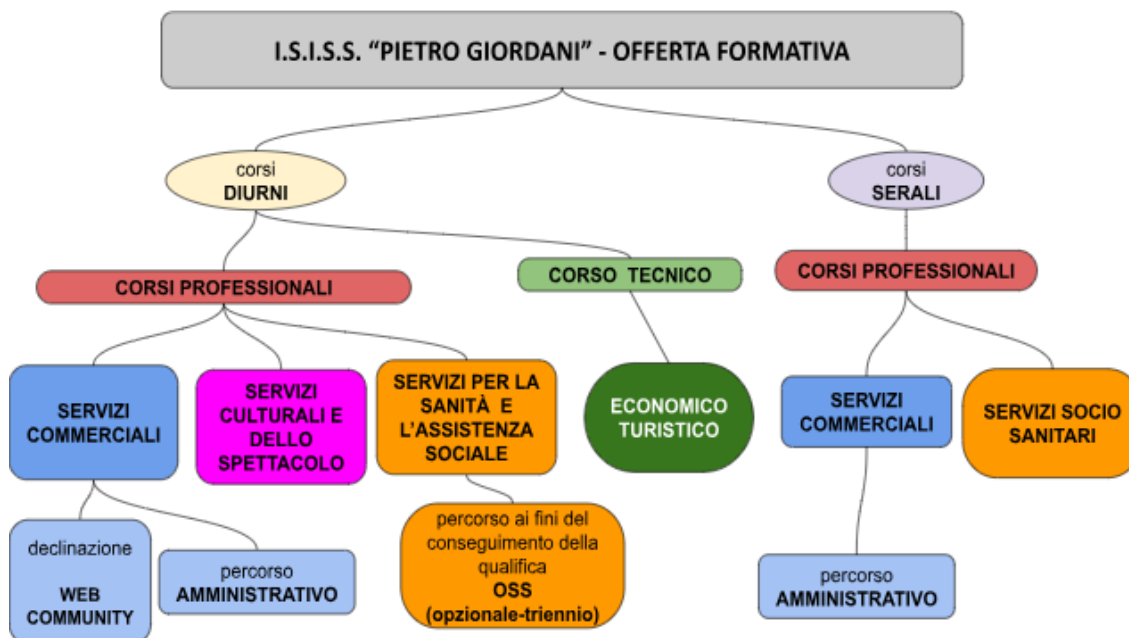 I.S.I.S.S. “PIETRO GIORDANI” - OFFERTA FORMATIVA
corsi
DIURNI
corsi
SERALI
CORSI PROFESSIONALI
CORSO TECNICO
CORSI PROFESSIONALI
SERVIZI
COMMERCIALI
SERVIZI
CULTURALI E
DELLO
SPETTACOLO
SERVIZI PER LA
SANITÀ E
L’ASSISTENZA
SOCIALE
ECONOMICO
TURISTICO
SERVIZI
COMMERCIALI
SERVIZI SOCIO
SANITARI
declinazione
WEB
COMMUNITY
percorso
AMMINISTRATIVO
percorso ai fini del
conseguimento della
qualifica
OSS
(opzionale-triennio)
percorso
AMMINISTRATIVO